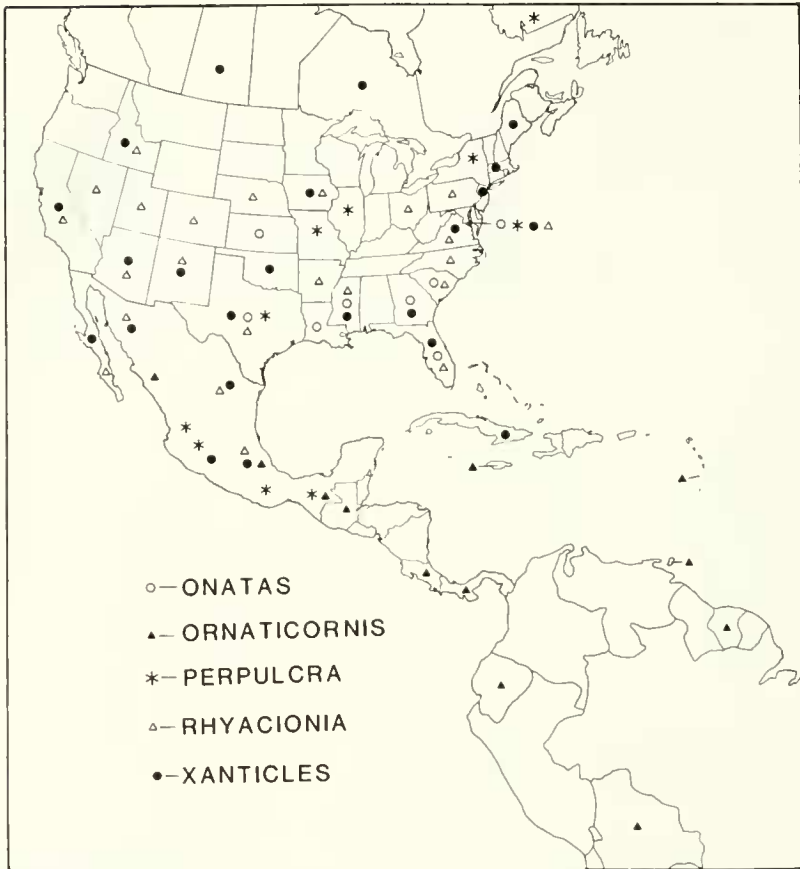 ○—ONATAS
▲—ORNATICORNIS
*—PERPULCRA
△—RHYACIONIA
●—XANTICLES